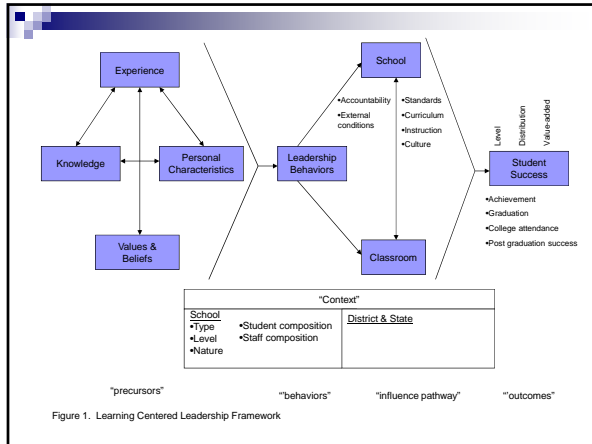 Experience
Knowledge
Personal
Characteristics
Values &
Beliefs
Leadership
Behaviors
School
•Accountability
•External
conditions
•Standards
•Curriculum
•Instruction
•Culture
Classroom
Level
Distribution
Value-added
Student
Success
•Achievement
•Graduation
•College attendance
•Post graduation success
"Context"
School
•Type
•Level
•Nature
•Student composition
•Staff composition
District & State
"precursors"
"'behaviors"
"influence pathway"
"'outcomes"
Figure 1. Learning Centered Leadership Framework